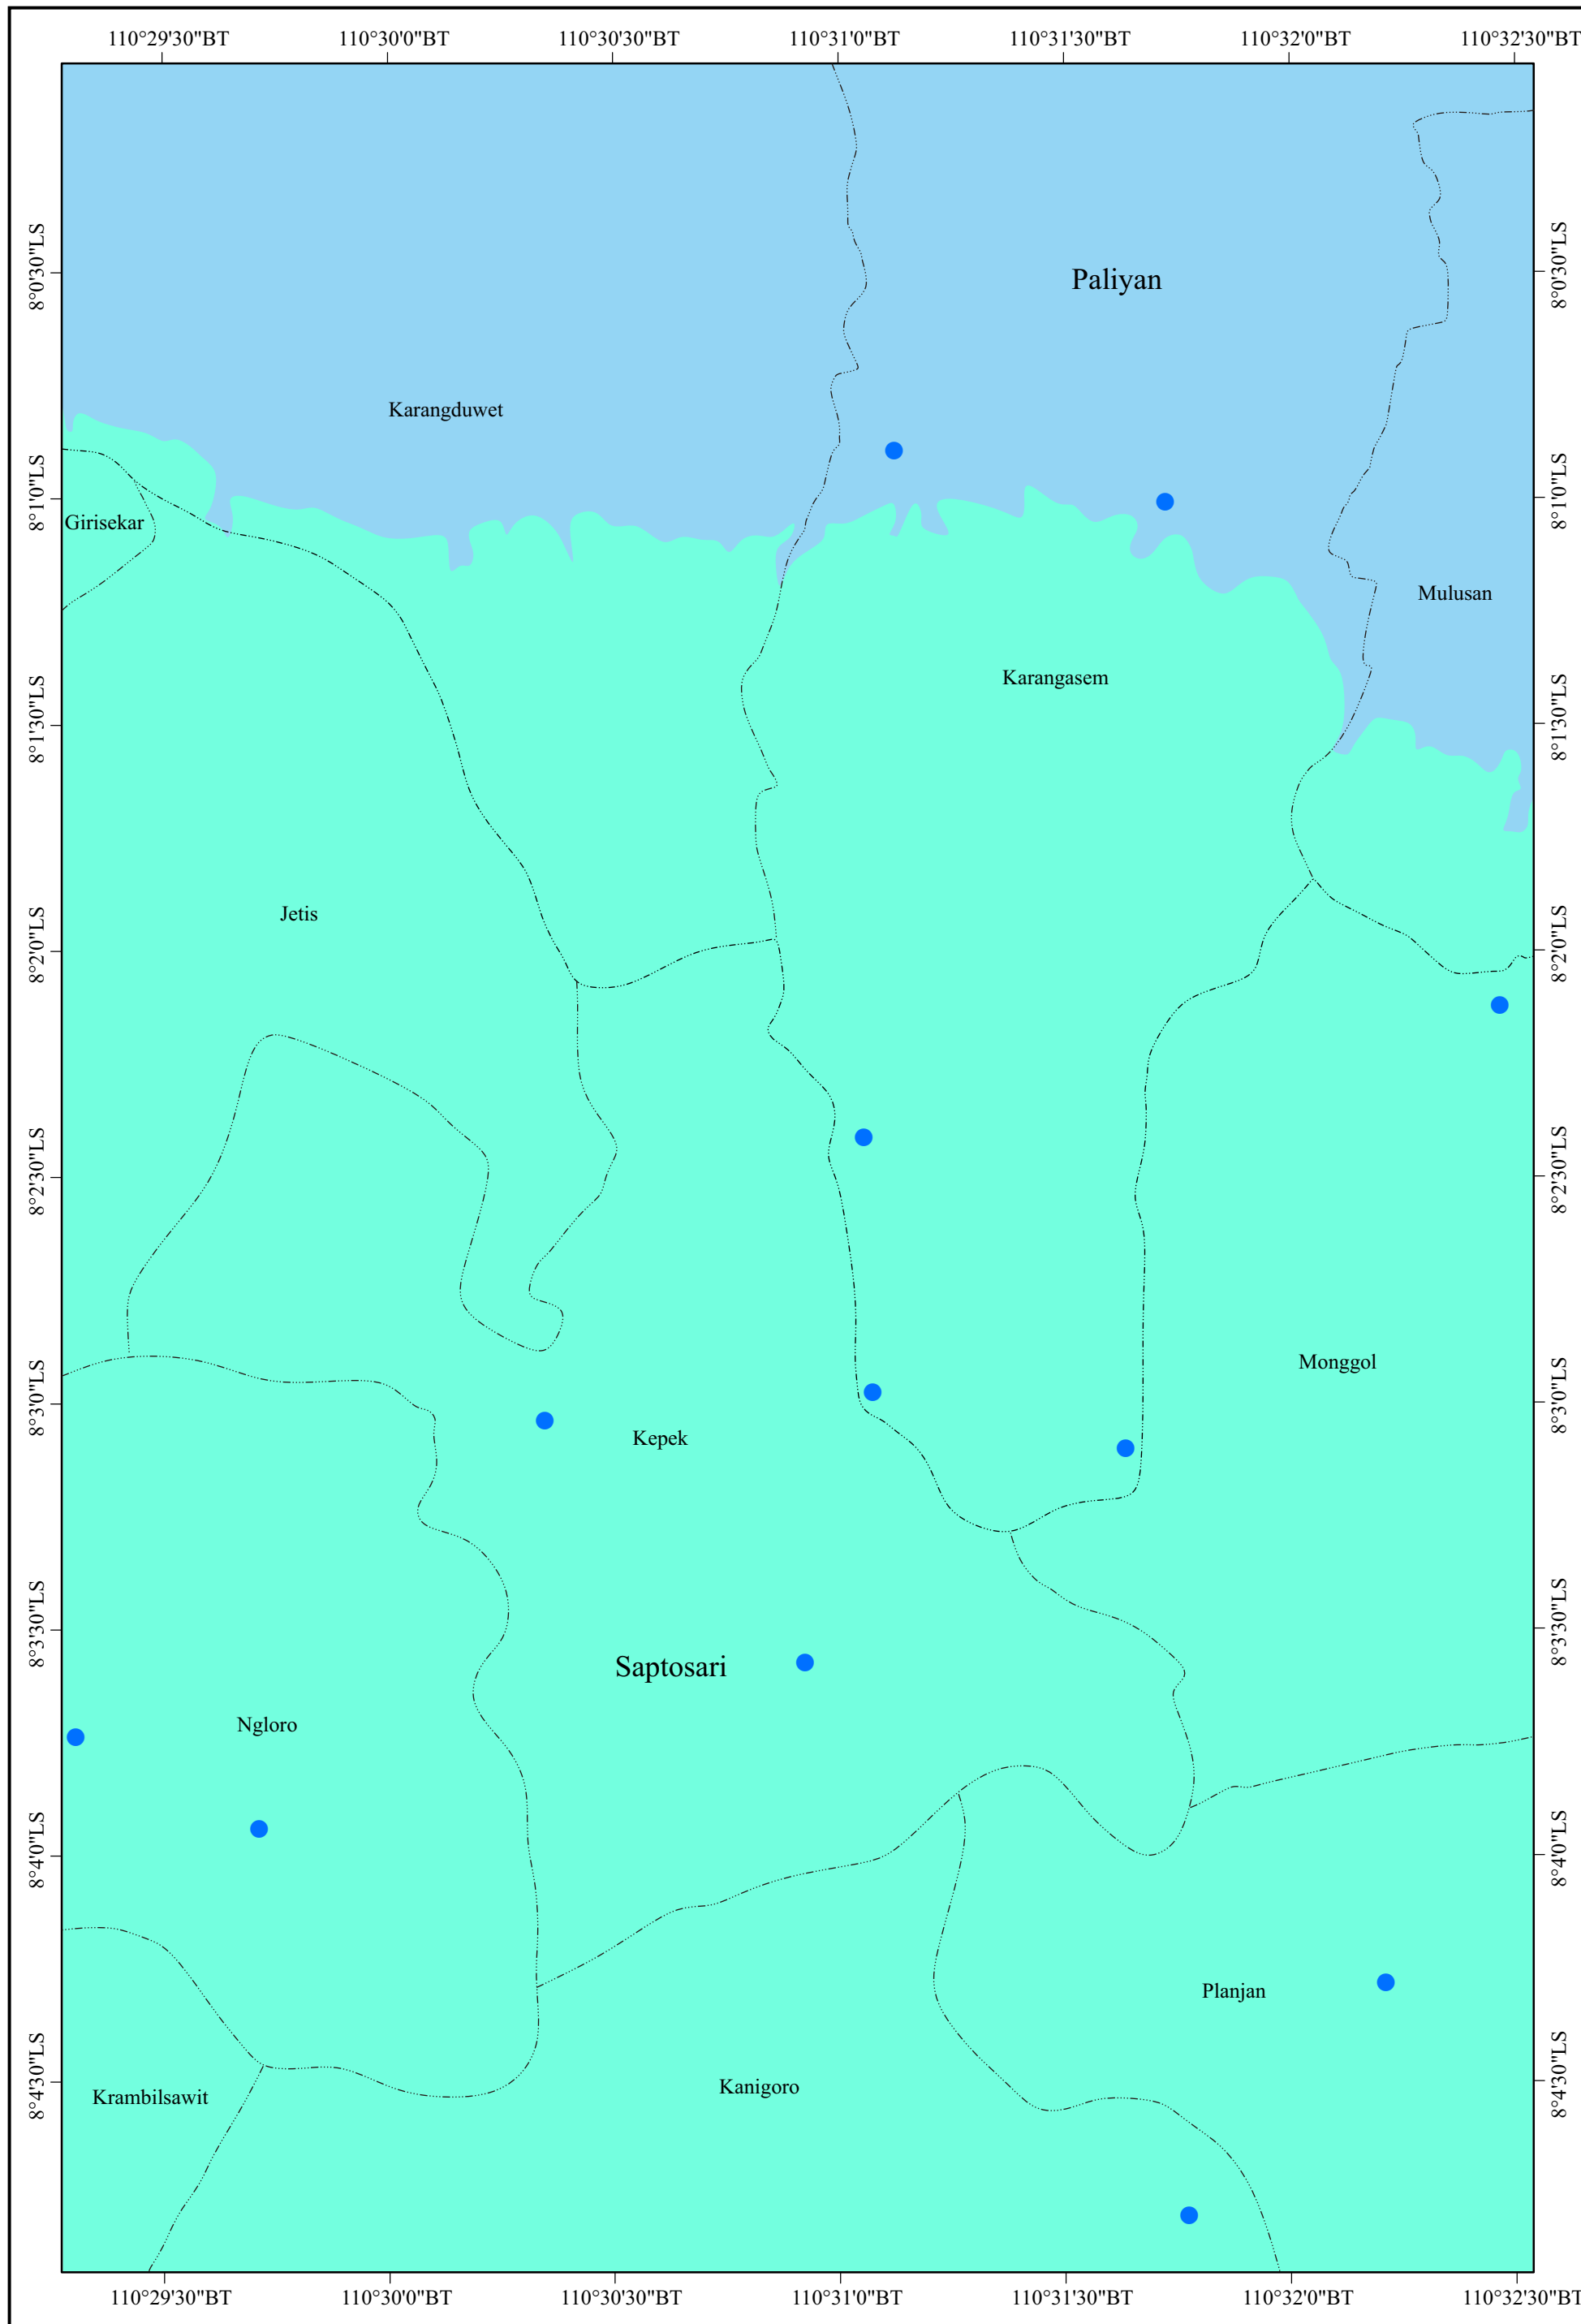 110°29'30"BT
110°30'0"BT
110°30'30"BT
110°31'0"BT
110°31'30"BT
110°32'0"BT
110°32'30"BT
8°0'30"LS
Paliyan
8°0'30"LS
Karangduwet
8°1'0"LS
8°1'0"LS
Girisekar
Mulusan
Karangasem
8°1'30"LS
8°1'30"LS
Jetis
8°2'0"LS
8°2'0"LS
8°2'30"LS
8°2'30"LS
Monggol
8°3'0"LS
8°3'0"LS
Kepek
8°3'30"LS
8°3'30"LS
Saptosari
Ngloro
8°4'0"LS
8°4'0"LS
Planjan
8°4'30"LS
8°4'30"LS
Kanigoro
Krambilsawit
110°29'30"BT
110°30'0"BT
110°30'30"BT
110°31'0"BT
110°31'30"BT
110°32'0"BT
110°32'30"BT